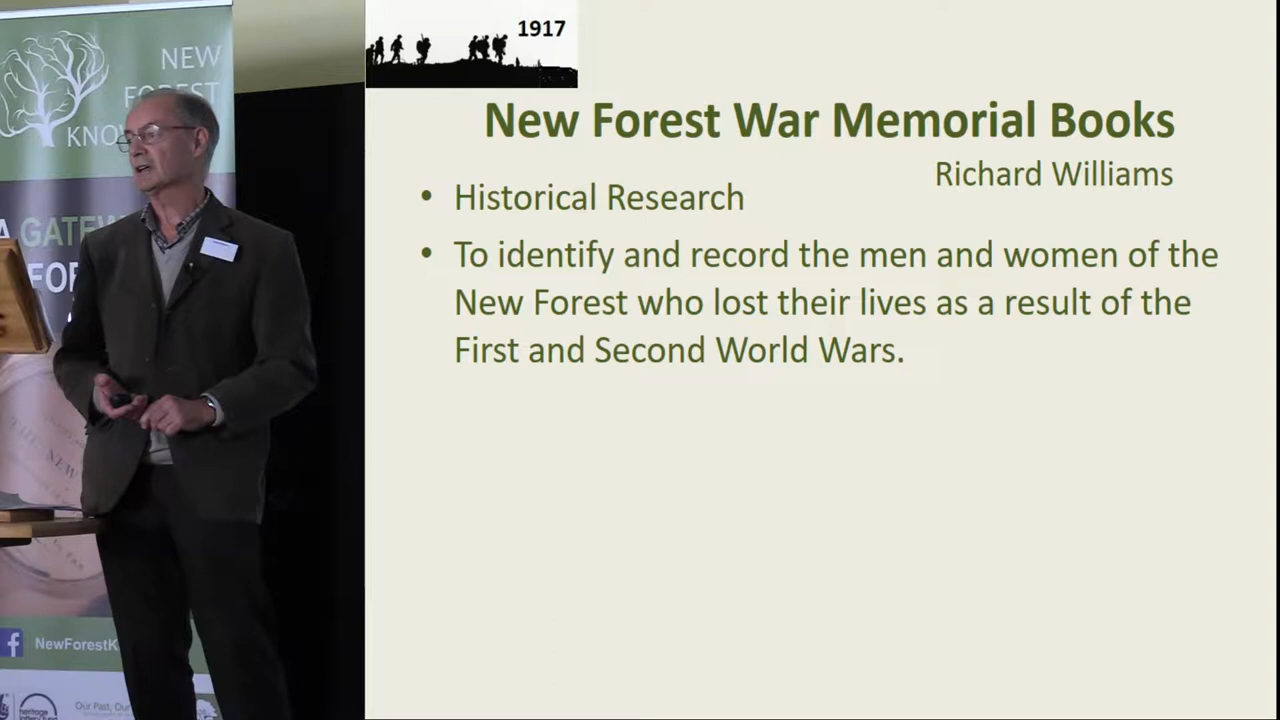 NEW
FOREST
KNO
A GATEW
FOR
NewForestK
Our Past, Our
1917
New Forest War Memorial Books
Richard Williams
• Historical Research
• To identify and record the men and women of the
New Forest who lost their lives as a result of the
First and Second World Wars.